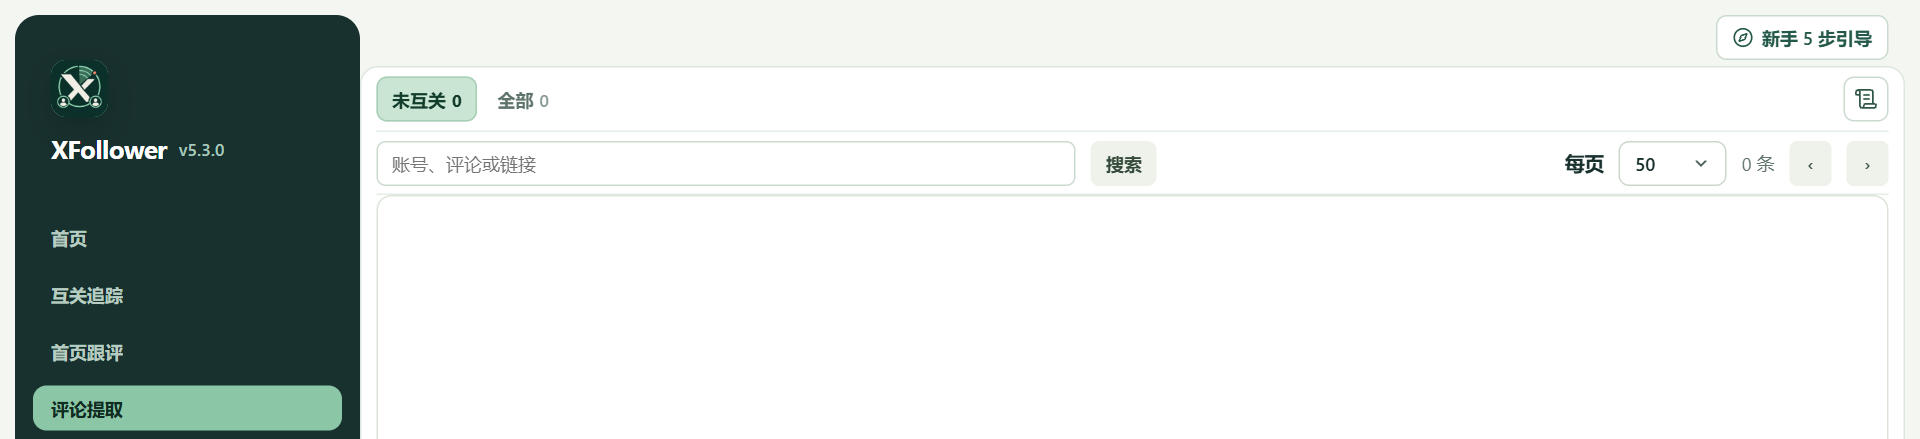 新手 5 步引导
XFollower v5.3.0
首页
互关追踪
首页跟评
评论提取
未互关 0 全部 0
账号、评论或链接 搜索 每页 50 0 条 ‹ ›